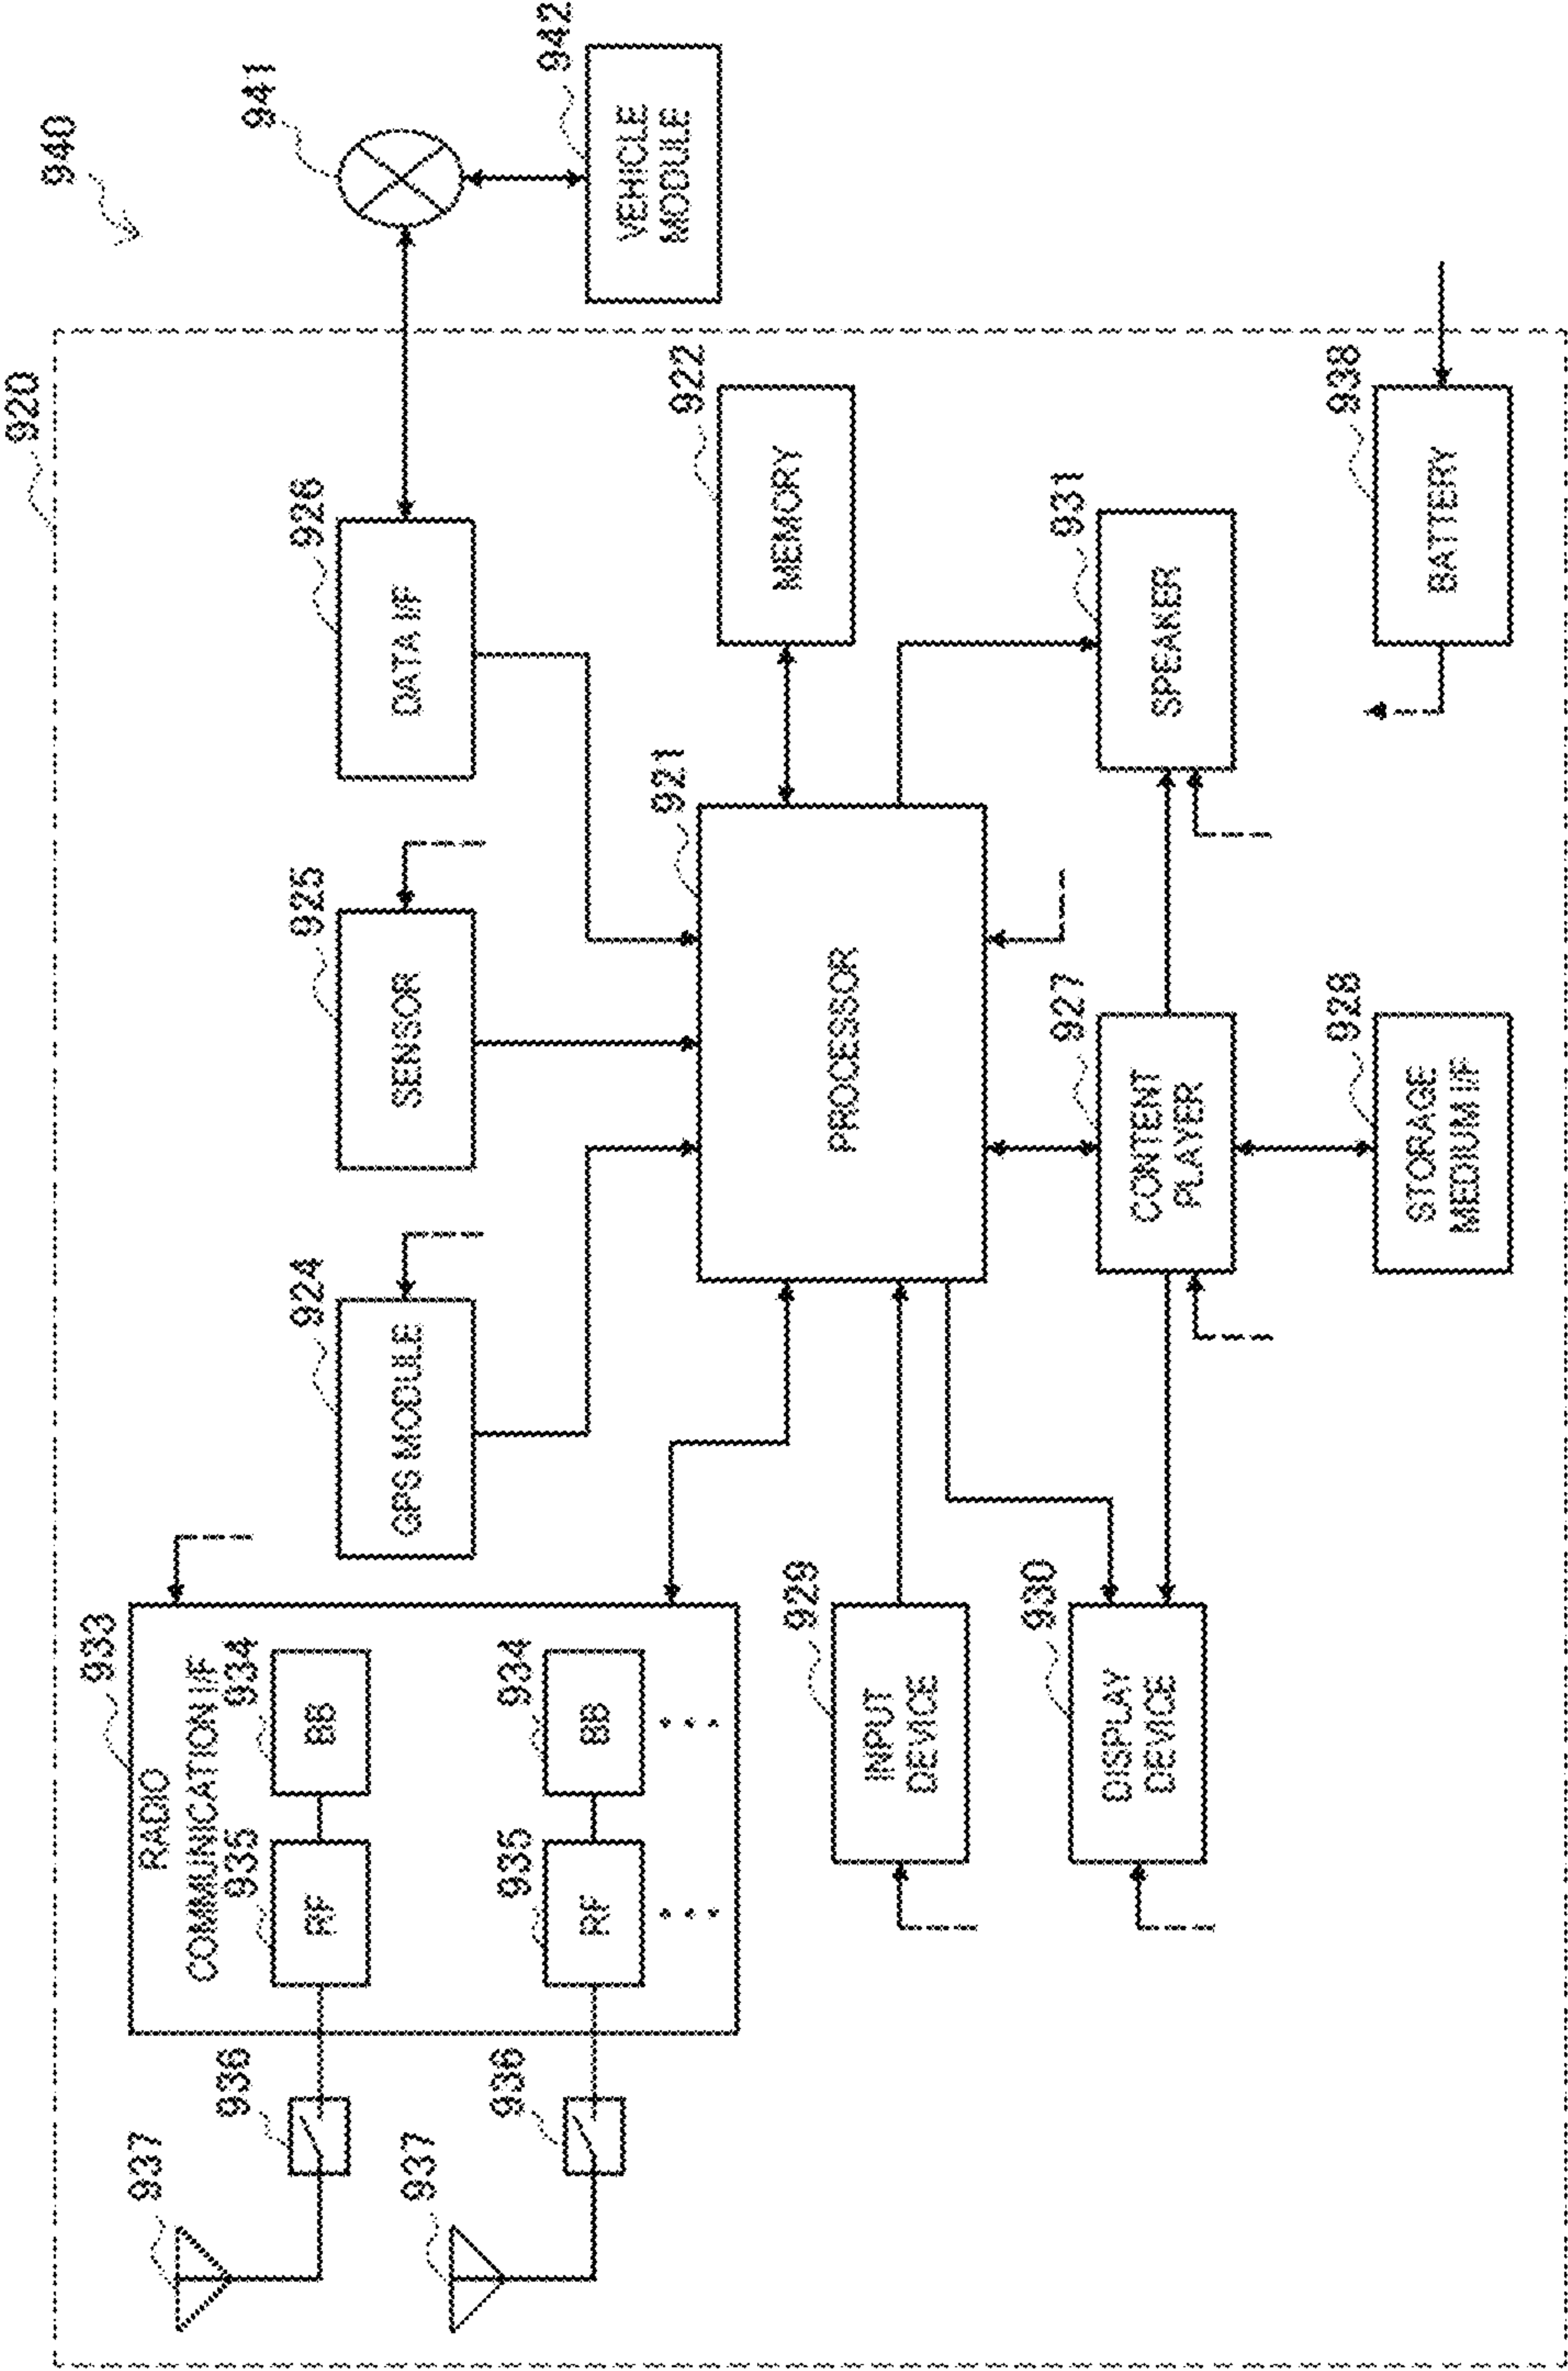 920
940
933
937
RADIO
COMMUNICATION I/F
936
935
934
941
924
925
926
RF
BB
GPS MODULE
SENSOR
DATA I/F
937
936
935
934
942
RF
BB
• • •
• • •
VEHICLE
MODULE
921
922
MEMORY
929
PROCESSOR
INPUT
DEVICE
930
927
931
DISPLAY
DEVICE
CONTENT
PLAYER
SPEAKER
928
938
STORAGE
MEDIUM I/F
BATTERY